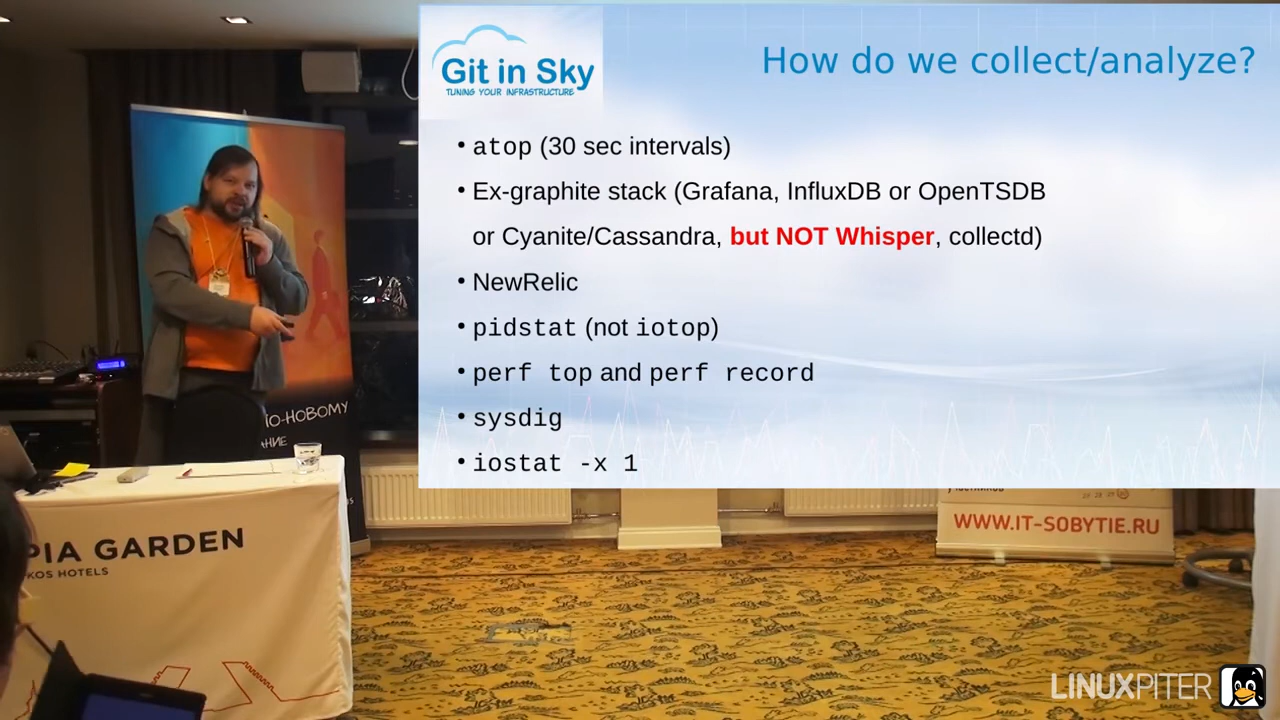 Git in Sky
TUNING YOUR INFRASTRUCTURE
How do we collect/analyze?
• atop (30 sec intervals)
• Ex-graphite stack (Grafana, InfluxDB or OpenTSDB
or Cyanite/Cassandra, but NOT Whisper, collectd)
• NewRelic
• pidstat (not iotop)
• perf top and perf record
• sysdig
• iostat -x 1
ПО-НОВОМУ
PIA GARDEN
KOS HOTELS
WWW.IT-SOBYTIE.RU
LINUXPITER